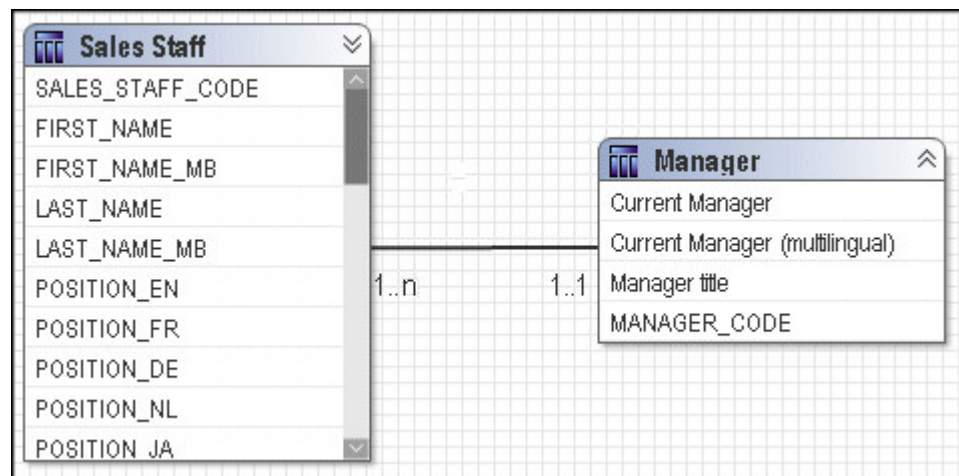 Sales Staff
SALES_STAFF_CODE
FIRST_NAME
FIRST_NAME_MB
LAST_NAME
LAST_NAME_MB
POSITION_EN
POSITION_FR
POSITION_DE
POSITION_NL
POSITION_JA
1..n
1..1
Manager
Current Manager
Current Manager (multilingual)
Manager title
MANAGER_CODE